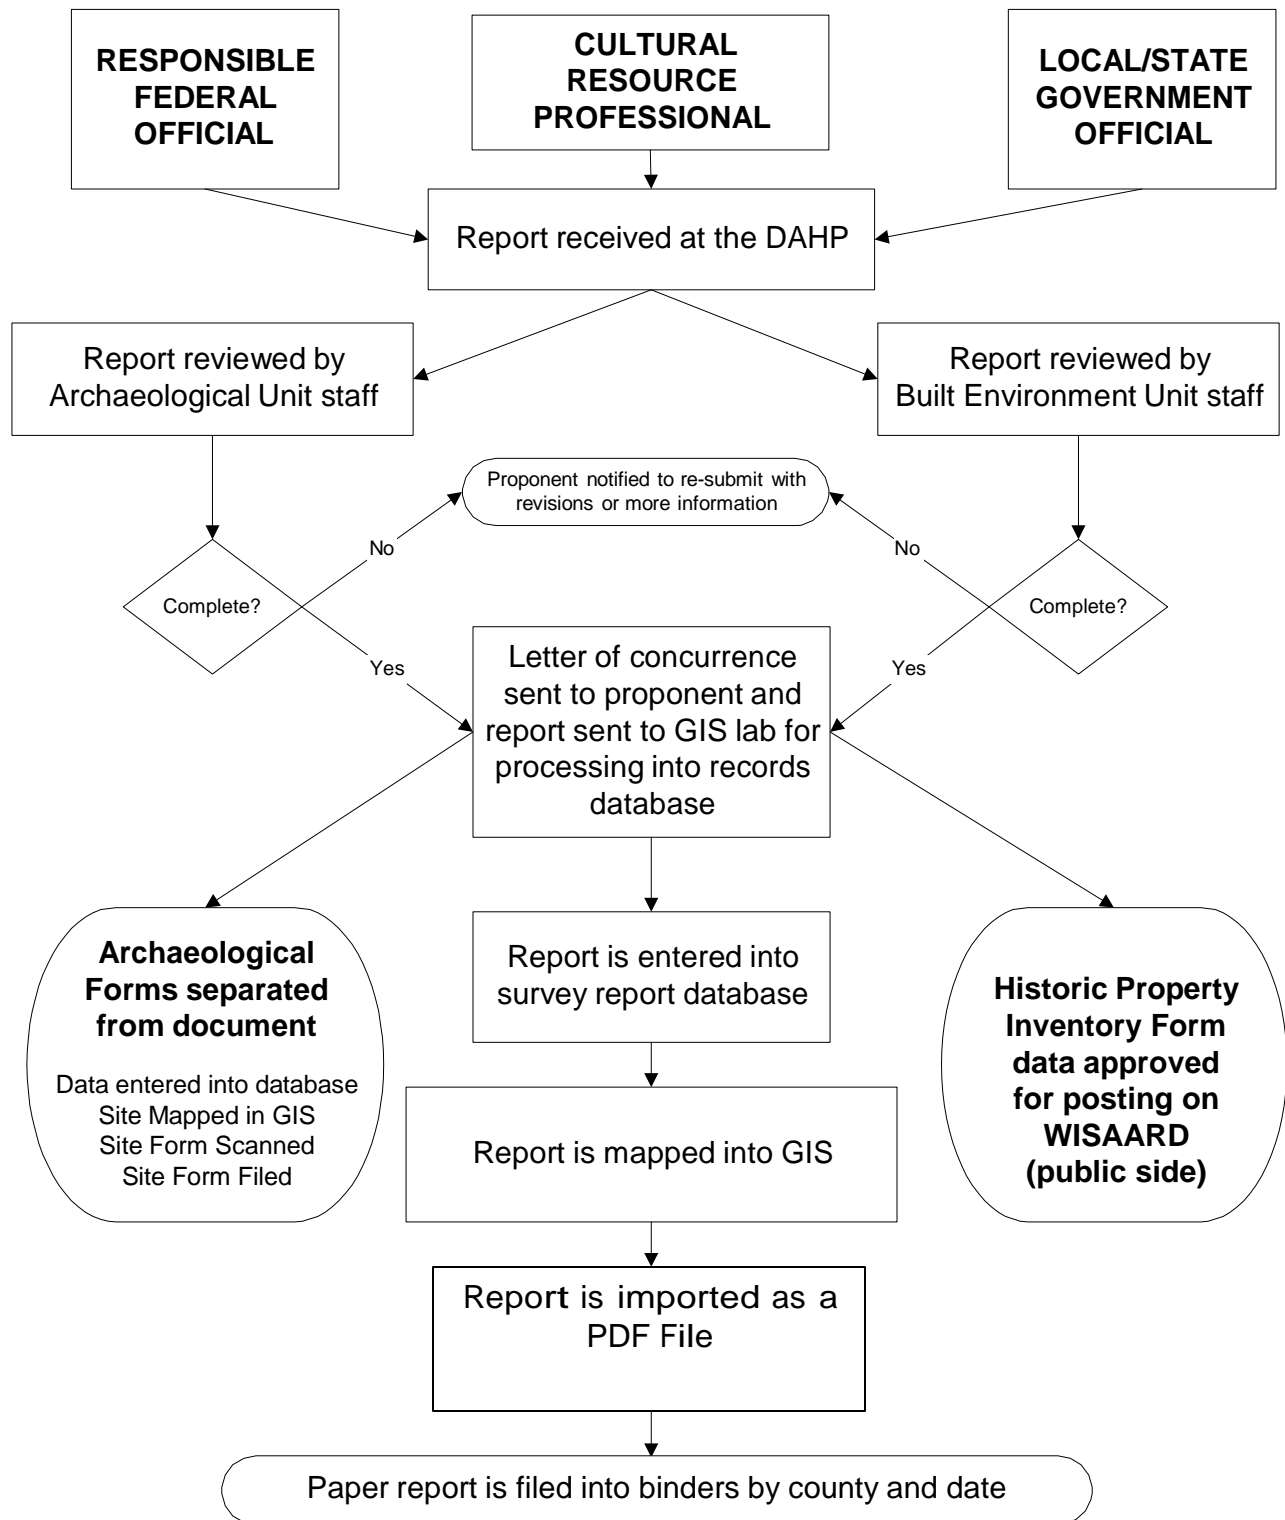 RESPONSIBLE
FEDERAL
OFFICIAL
CULTURAL
RESOURCE
PROFESSIONAL
LOCAL/STATE
GOVERNMENT
OFFICIAL
Report received at the DAHP
Report reviewed by
Archaeological Unit staff
Report reviewed by
Built Environment Unit staff
Proponent notified to re-submit with
revisions or more information
No
No
Complete?
Complete?
Yes
Yes
Letter of concurrence
sent to proponent and
report sent to GIS lab for
processing into records
database
Archaeological
Forms separated
from document
Data entered into database
Site Mapped in GIS
Site Form Scanned
Site Form Filed
Report is entered into
survey report database
Historic Property
Inventory Form
data approved
for posting on
WISAARD
(public side)
Report is mapped into GIS
Report is imported as a
PDF File
Paper report is filed into binders by county and date